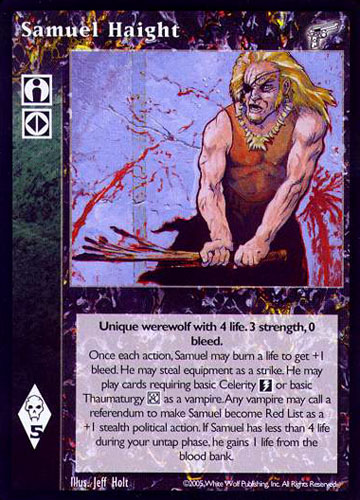 Samuel Haight
Unique werewolf with 4 life. 3 strength, 0
bleed.
Once each action, Samuel may burn a life to get +1
bleed. He may steal equipment as a strike. He may
play cards requiring basic Celerity or basic
Thaumaturgy as a vampire. Any vampire may call a
referendum to make Samuel become Red List as a
+1 stealth political action. If Samuel has less than 4 life
during your untap phase, he gains 1 life from the
blood bank.
5
Illus: Jeff Holt
©2005, White Wolf Publishing, Inc. All Rights Reserved.